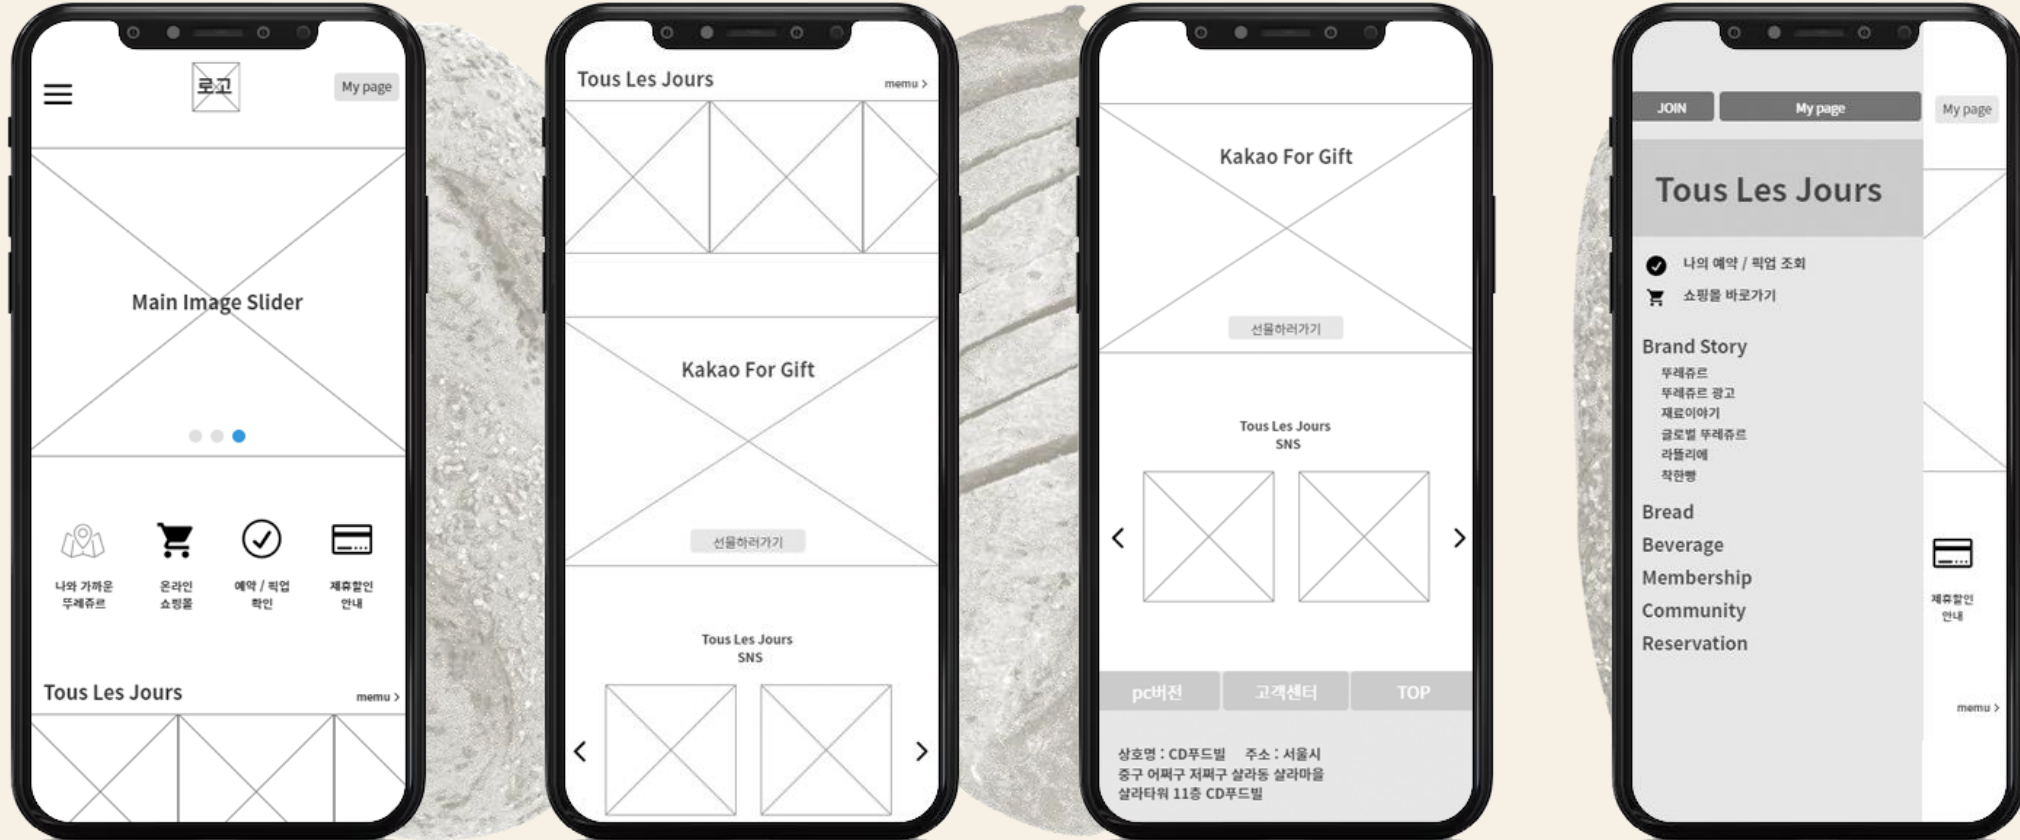 로고
My page
Main Image Slider
나와 가까운
뚜레쥬르
온라인
쇼핑몰
예약 / 픽업
확인
제휴할인
안내
Tous Les Jours
memu >
Tous Les Jours
memu >
Kakao For Gift
선물하러가기
Tous Les Jours
SNS
Kakao For Gift
선물하러가기
Tous Les Jours
SNS
pc버전
고객센터
TOP
상호명 : CD푸드빌 주소 : 서울시
중구 어쩌구 저쩌구 샬라동 샬라마을
샬라타워 11층 CD푸드빌
JOIN
My page
My page
Tous Les Jours
나의 예약 / 픽업 조회
쇼핑몰 바로가기
Brand Story
뚜레쥬르
뚜레쥬르 광고
재료이야기
글로벌 뚜레쥬르
라뜰리에
착한빵
Bread
Beverage
Membership
Community
Reservation
제휴할인
안내
memu >